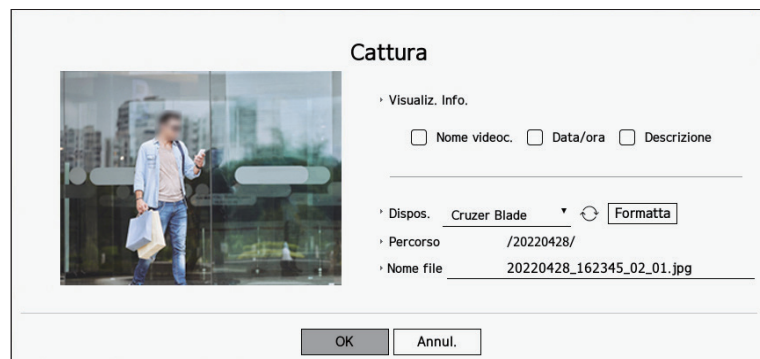 Cattura
Visualiz. Info.
Nome videoc. Data/ora Descrizione
Dispos. Cruzer Blade Formatta
Percorso /20220428/
Nome file 20220428_162345_02_01.jpg
OK Annul.